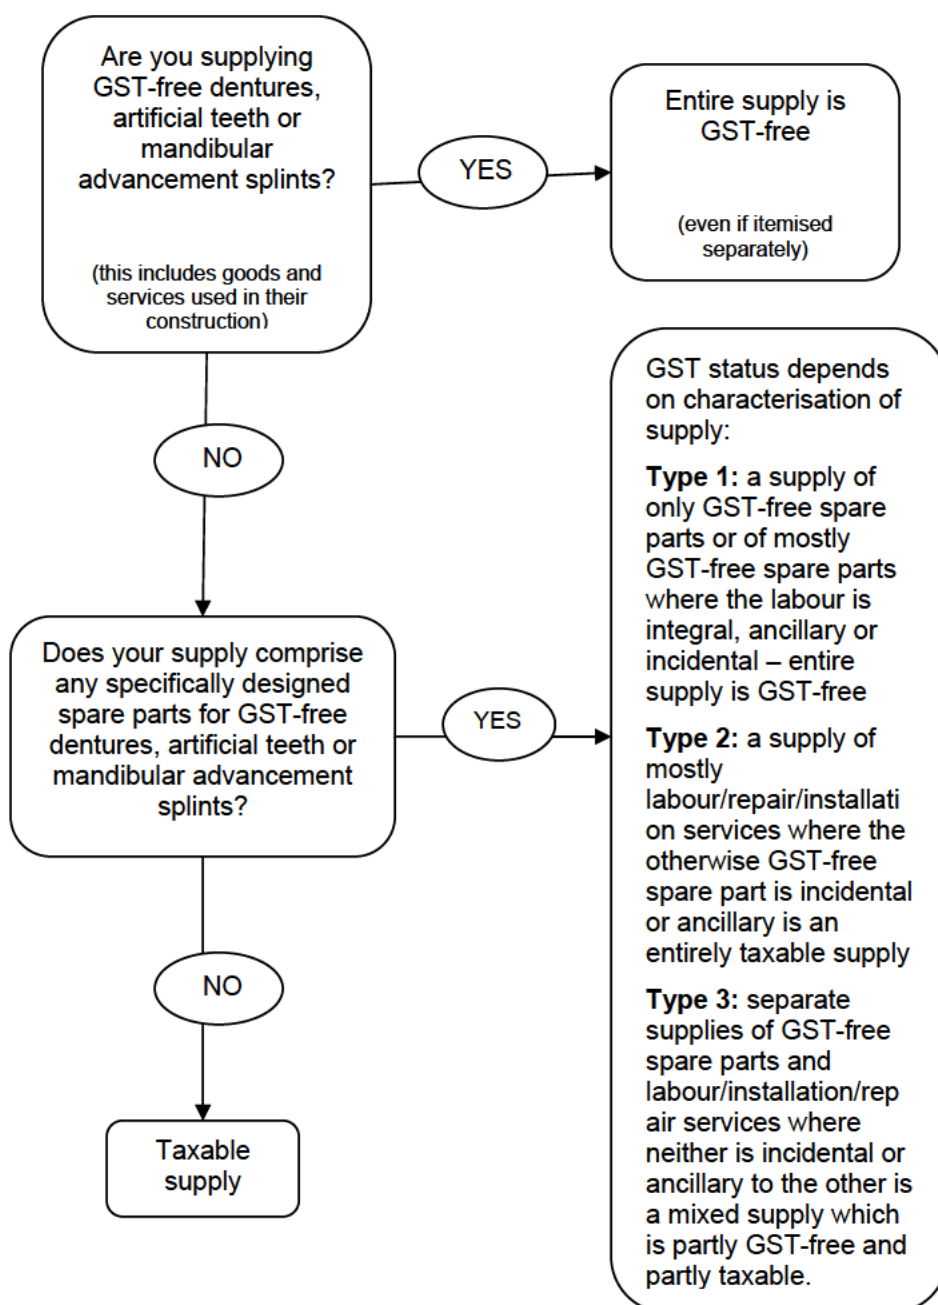 Are you supplying
GST-free dentures,
artificial teeth or
mandibular
advancement splints?
(this includes goods and
services used in their
construction)
YES
Entire supply is
GST-free
(even if itemised
separately)
NO
Does your supply comprise
any specifically designed
spare parts for GST-free
dentures, artificial teeth or
mandibular advancement
splints?
YES
GST status depends
on characterisation of
supply:
Type 1: a supply of
only GST-free spare
parts or of mostly
GST-free spare parts
where the labour is
integral, ancillary or
incidental – entire
supply is GST-free
Type 2: a supply of
mostly
labour/repair/installati
on services where the
otherwise GST-free
spare part is incidental
or ancillary is an
entirely taxable supply
Type 3: separate
supplies of GST-free
spare parts and
labour/installation/rep
air services where
neither is incidental or
ancillary to the other is
a mixed supply which
is partly GST-free and
partly taxable.
NO
Taxable
supply